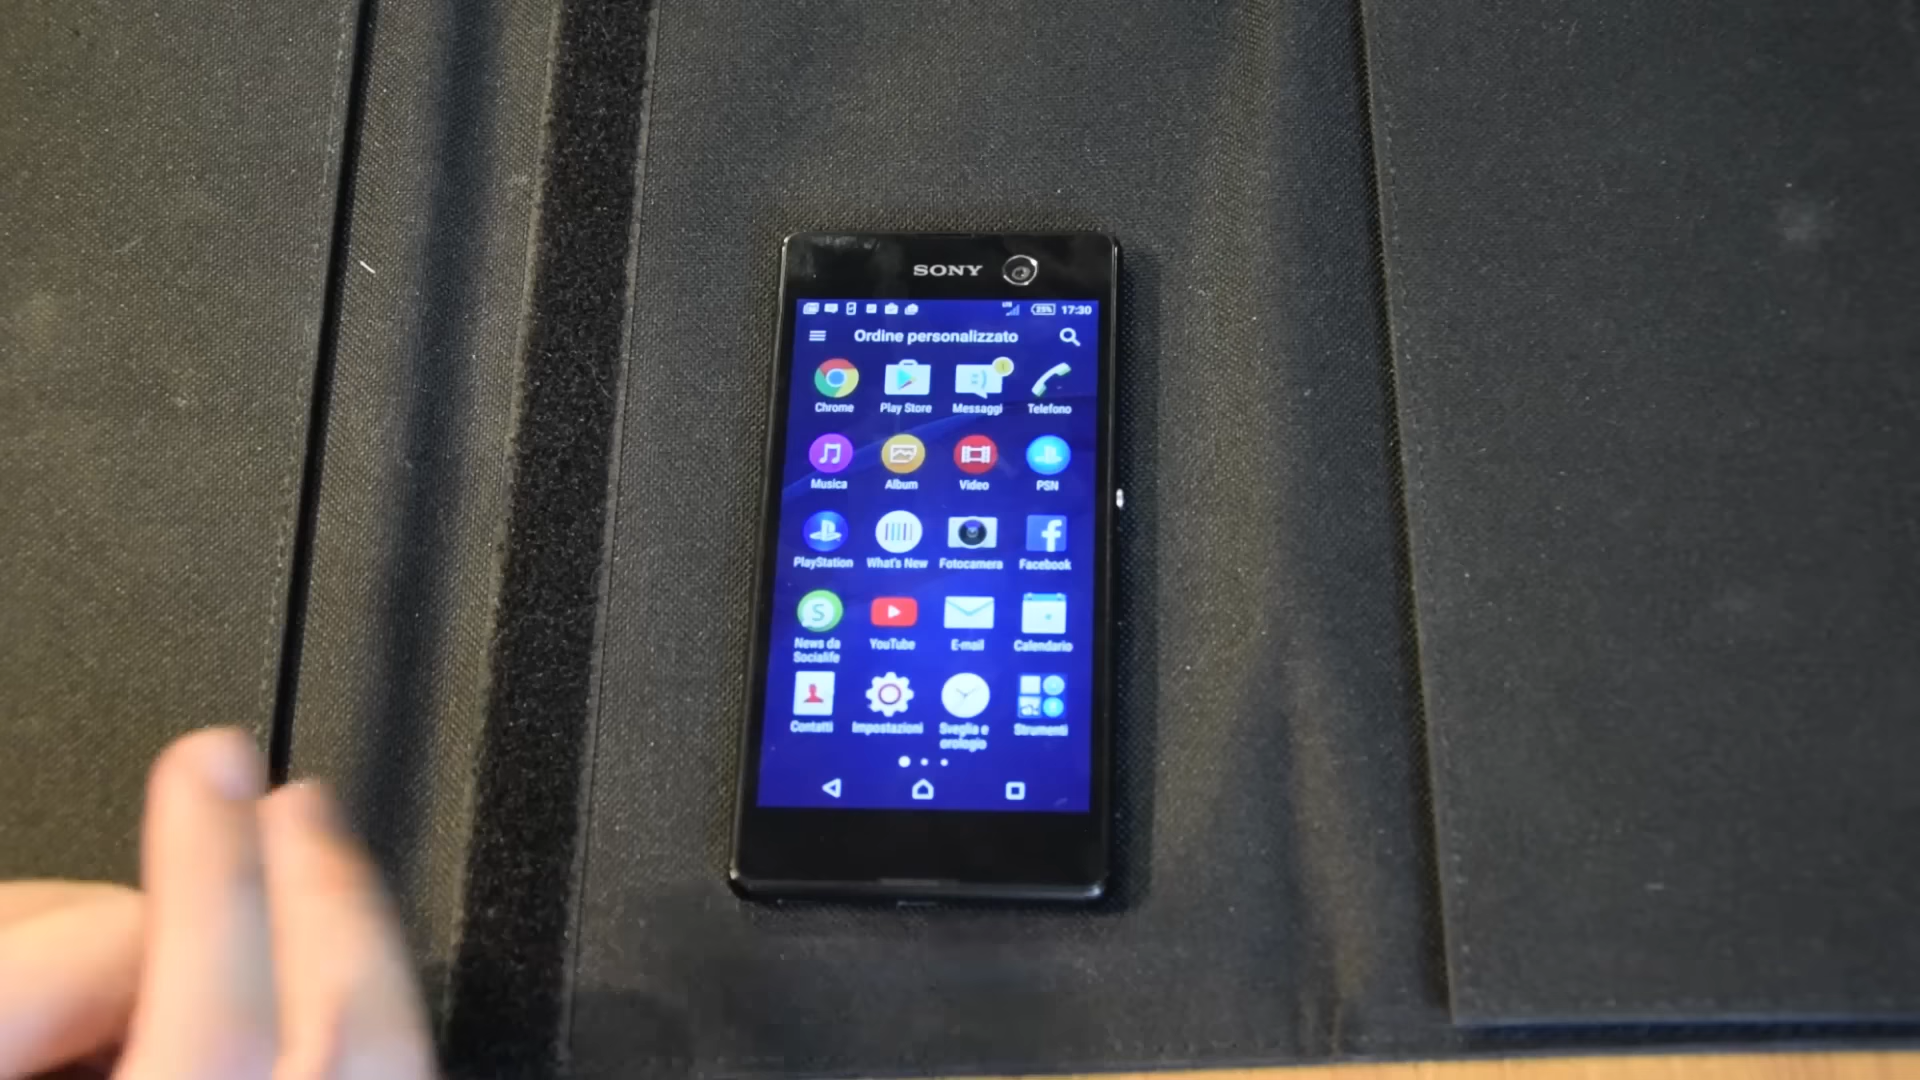 SONY
25% 17:30
Ordine personalizzato
Chrome Play Store Messaggi Telefono
Musica Album Video PSN
PlayStation What's New Fotocamera Facebook
News da Socialife YouTube E-mail Calendario
Contatti Impostazioni Sveglia e orologio Strumenti